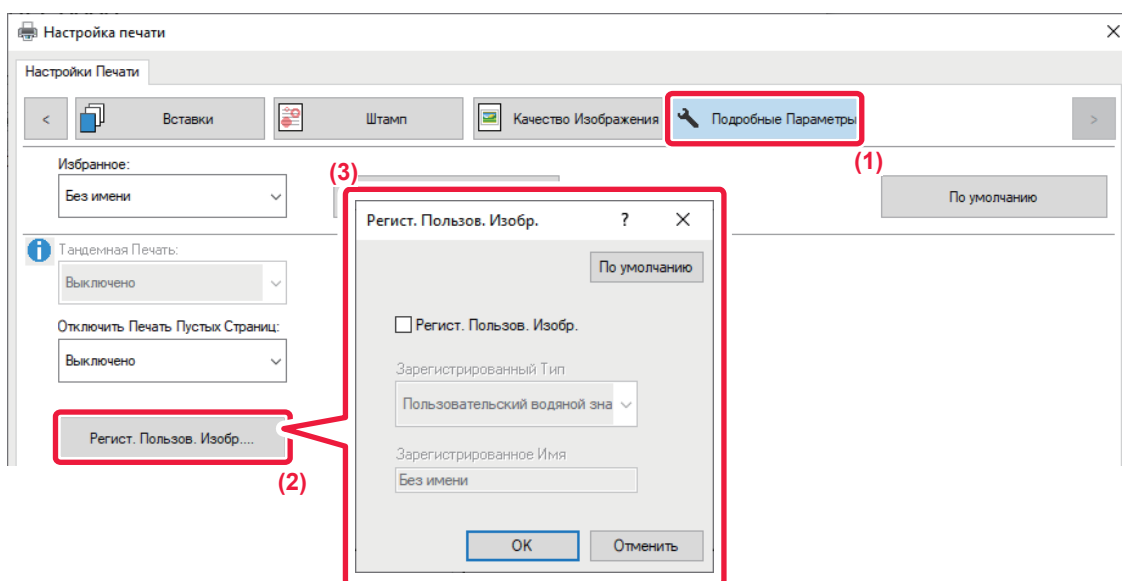 Настройка печати
Настройки Печати
<
Вставки
Штамп
Качество Изображения
Подробные Параметры
>
(1)
Избранное:
Без имени
(3)
По умолчанию
Тандемная Печать:
Выключено
Отключить Печать Пустых Страниц:
Выключено
Регист. Пользов. Изобр....
(2)
Регист. Пользов. Изобр.
?
По умолчанию
Регист. Пользов. Изобр.
Зарегистрированный Тип
Пользовательский водяной зна
Зарегистрированное Имя
Без имени
OK
Отменить